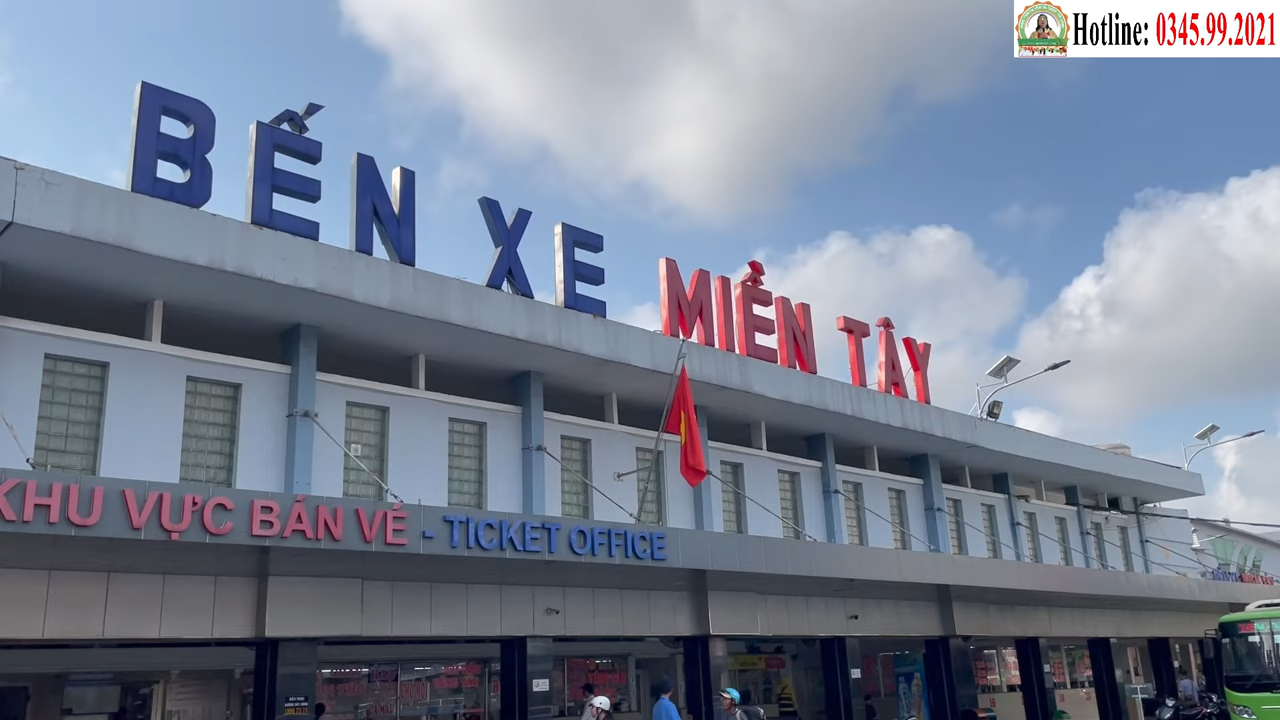 Hotline: 0345.99.2021
BẾN XE MIỀN TÂY
KHU VỰC BÁN VÉ - TICKET OFFICE